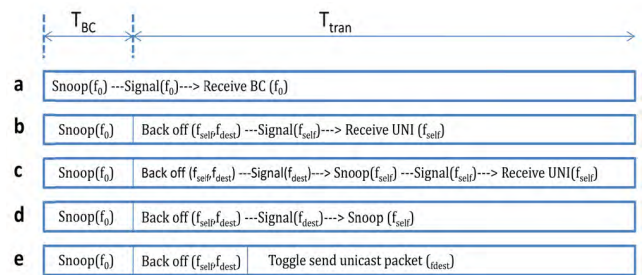 T_BC T_tran
a Snoop(f_0) ---Signal(f_0)---> Receive BC (f_0)
b Snoop(f_0) Back off (f_self,f_dest) ---Signal(f_self)---> Receive UNI (f_self)
c Snoop(f_0) Back off (f_self,f_dest) ---Signal(f_dest)---> Snoop(f_self) ---Signal(f_self)---> Receive UNI(f_self)
d Snoop(f_0) Back off (f_self,f_dest) ---Signal(f_dest)---> Snoop (f_self)
e Snoop(f_0) Back off (f_self,f_dest) Toggle send unicast packet (_fdest)